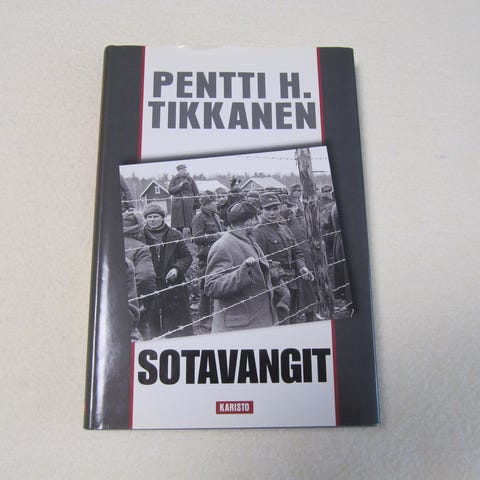 PENTTI H.
TIKKANEN
SOTAVANGIT
KARISTO